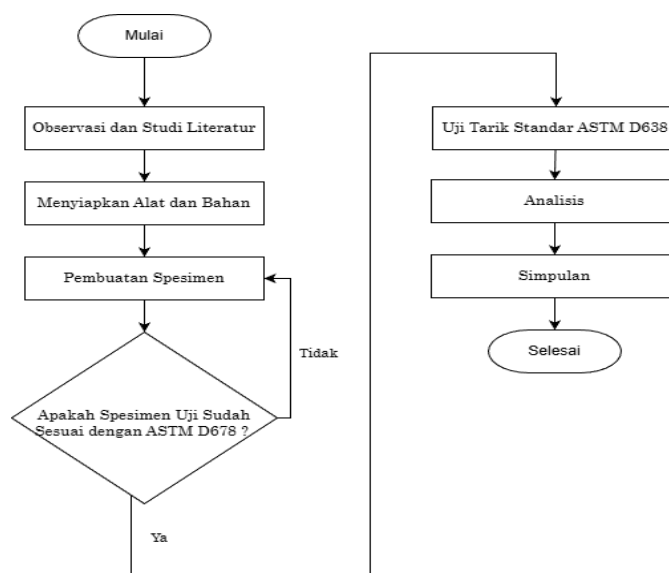 Mulai
Observasi dan Studi Literatur
Menyiapkan Alat dan Bahan
Pembuatan Spesimen
Tidak
Apakah Spesimen Uji Sudah
Sesuai dengan ASTM D678 ?
Ya
Uji Tarik Standar ASTM D638
Analisis
Simpulan
Selesai